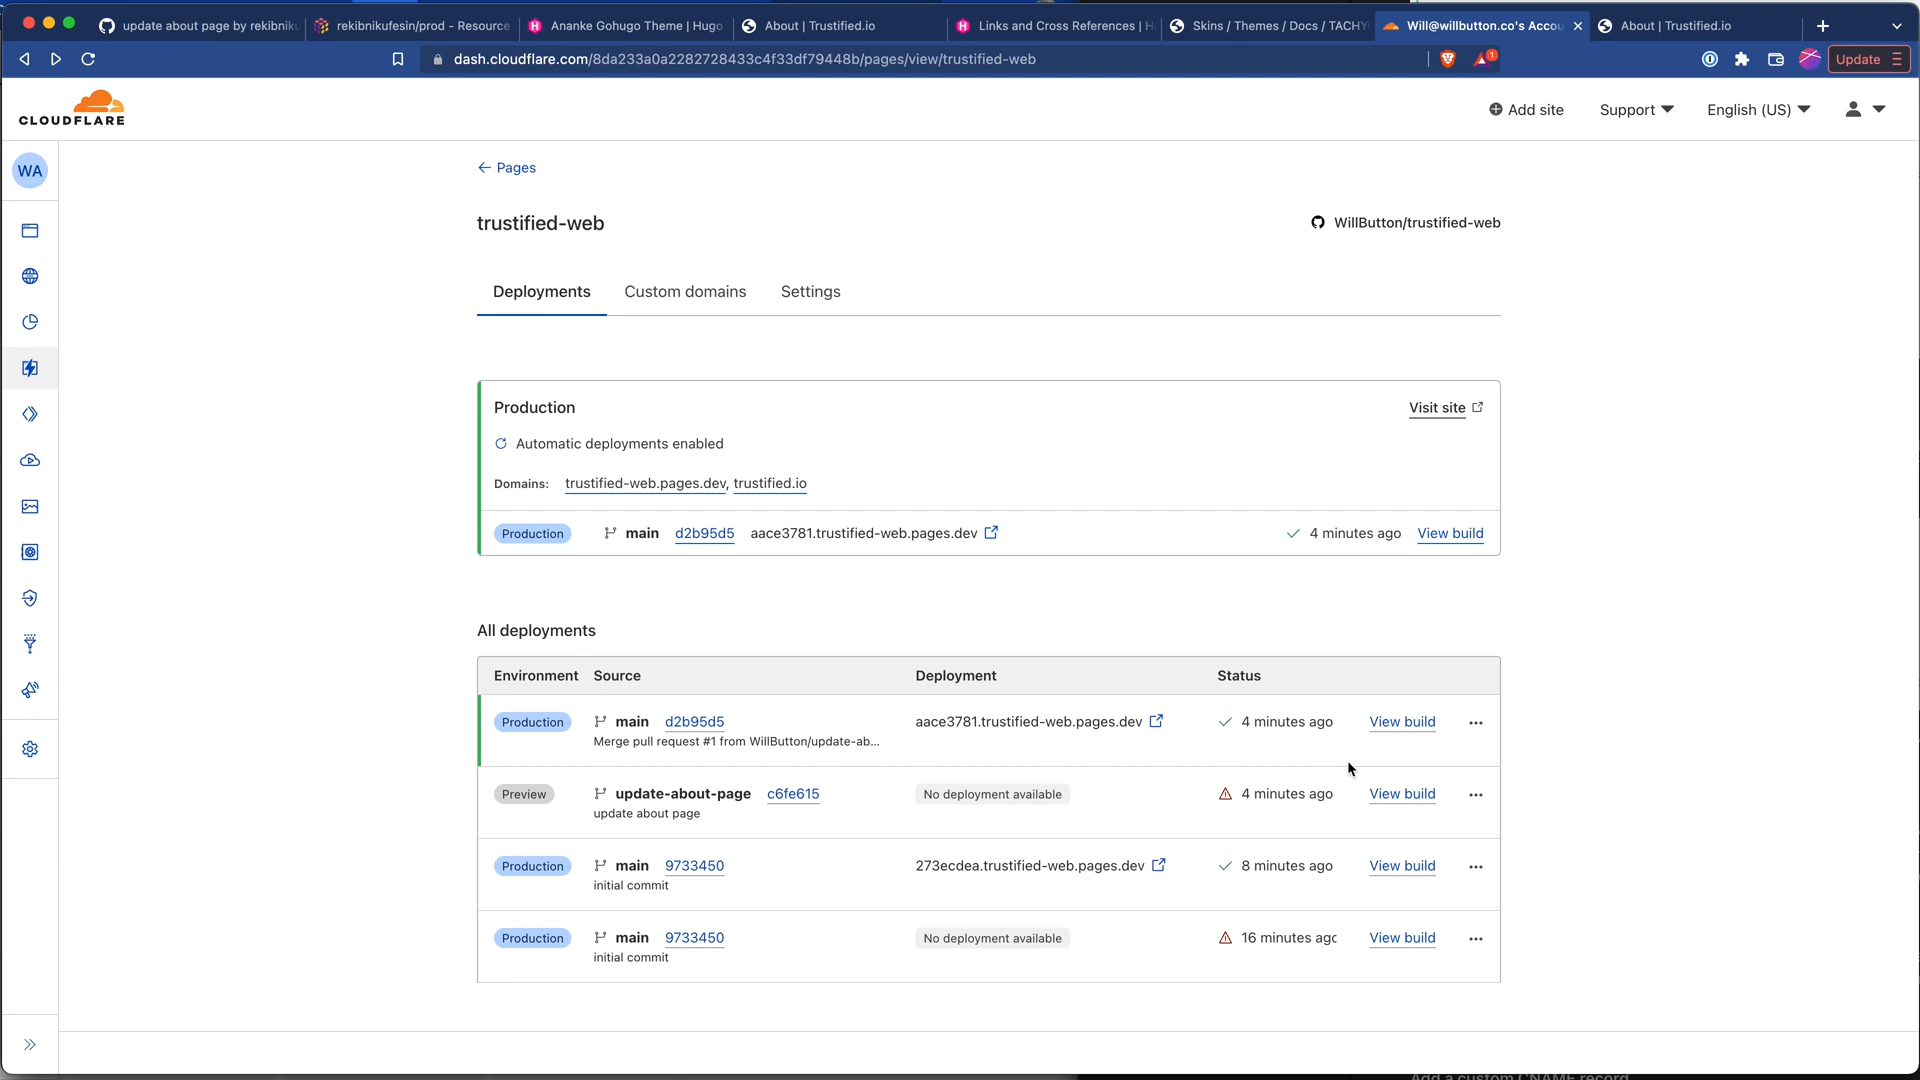 update about page by rekibniku
rekibnikufesin/prod - Resource
Ananke Gohugo Theme | Hugo
About | Trustified.io
Links and Cross References | H
Skins / Themes / Docs / TACHY
Will@willbutton.co's Accou
About | Trustified.io
dash.cloudflare.com/8da233a0a2282728433c4f33df79448b/pages/view/trustified-web
1
Update
CLOUDFLARE
Add site
Support
English (US)
WA
← Pages
trustified-web
WillButton/trustified-web
Deployments
Custom domains
Settings
Production
Visit site
Automatic deployments enabled
Domains: trustified-web.pages.dev, trustified.io
Production main d2b95d5 aace3781.trustified-web.pages.dev 4 minutes ago View build
All deployments
Environment Source Deployment Status
Production main d2b95d5 aace3781.trustified-web.pages.dev 4 minutes ago View build
Merge pull request #1 from WillButton/update-ab...
Preview update-about-page c6fe615 No deployment available 4 minutes ago View build
update about page
Production main 9733450 273ecdea.trustified-web.pages.dev 8 minutes ago View build
initial commit
Production main 9733450 No deployment available 16 minutes ago View build
initial commit
Add a custom CNAME record